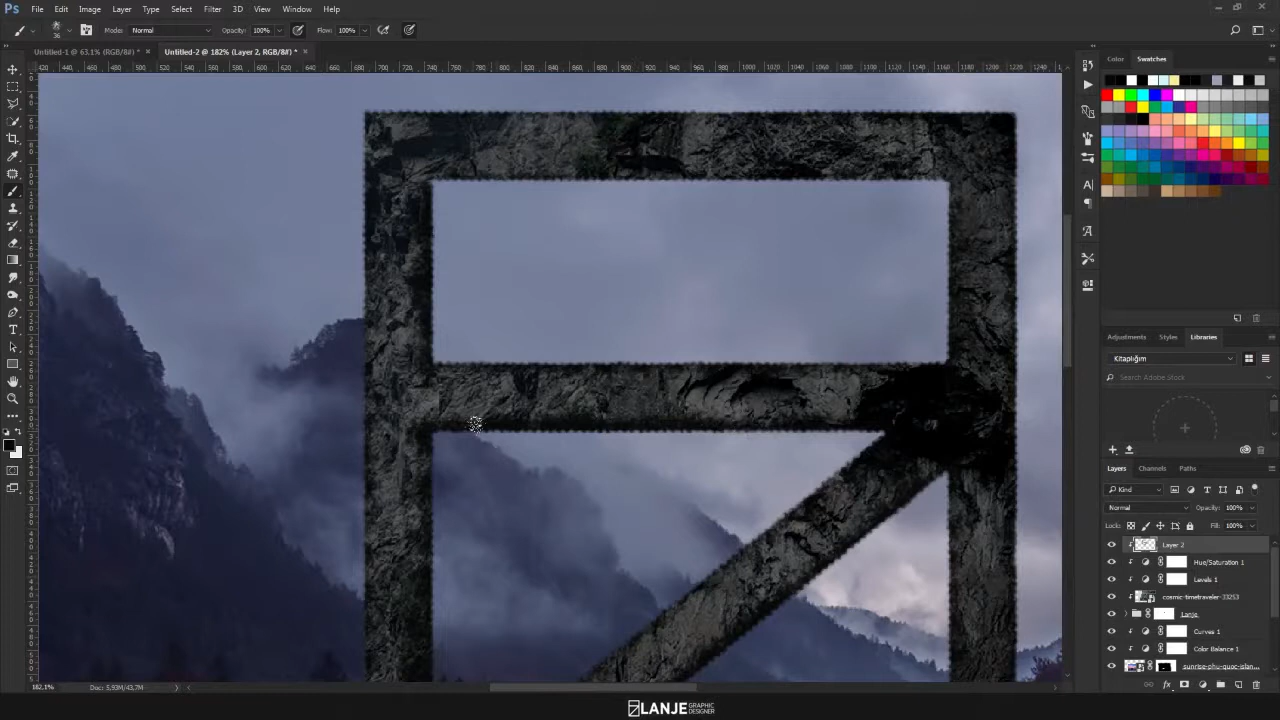 Ps File Edit Image Layer Type Select Filter 3D View Window Help
36 Mode: Normal Opacity: 100% Flow: 100%
Untitled-1 @ 63.1% (RGB/8#) * × Untitled-2 @ 182% (Layer 2, RGB/8#) * ×
Color Swatches
Adjustments Styles Libraries
Kitaplığım
Search Adobe Stock
Layers Channels Paths
Kind
Normal Opacity: 100%
Lock: Fill: 100%
Layer 2
Hue/Saturation 1
Levels 1
cosmic-timetraveler-33253
Lanje
Curves 1
Color Balance 1
sunrise-phu-quoc-islan...
182,1% Doc: 5,93M/43,7M
LANJE GRAPHIC DESIGNER